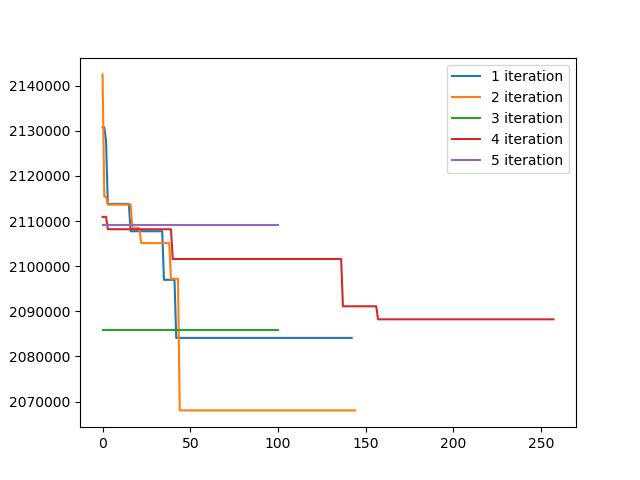 2140000
2130000
2120000
2110000
2100000
2090000
2080000
2070000
0 50 100 150 200 250
1 iteration
2 iteration
3 iteration
4 iteration
5 iteration